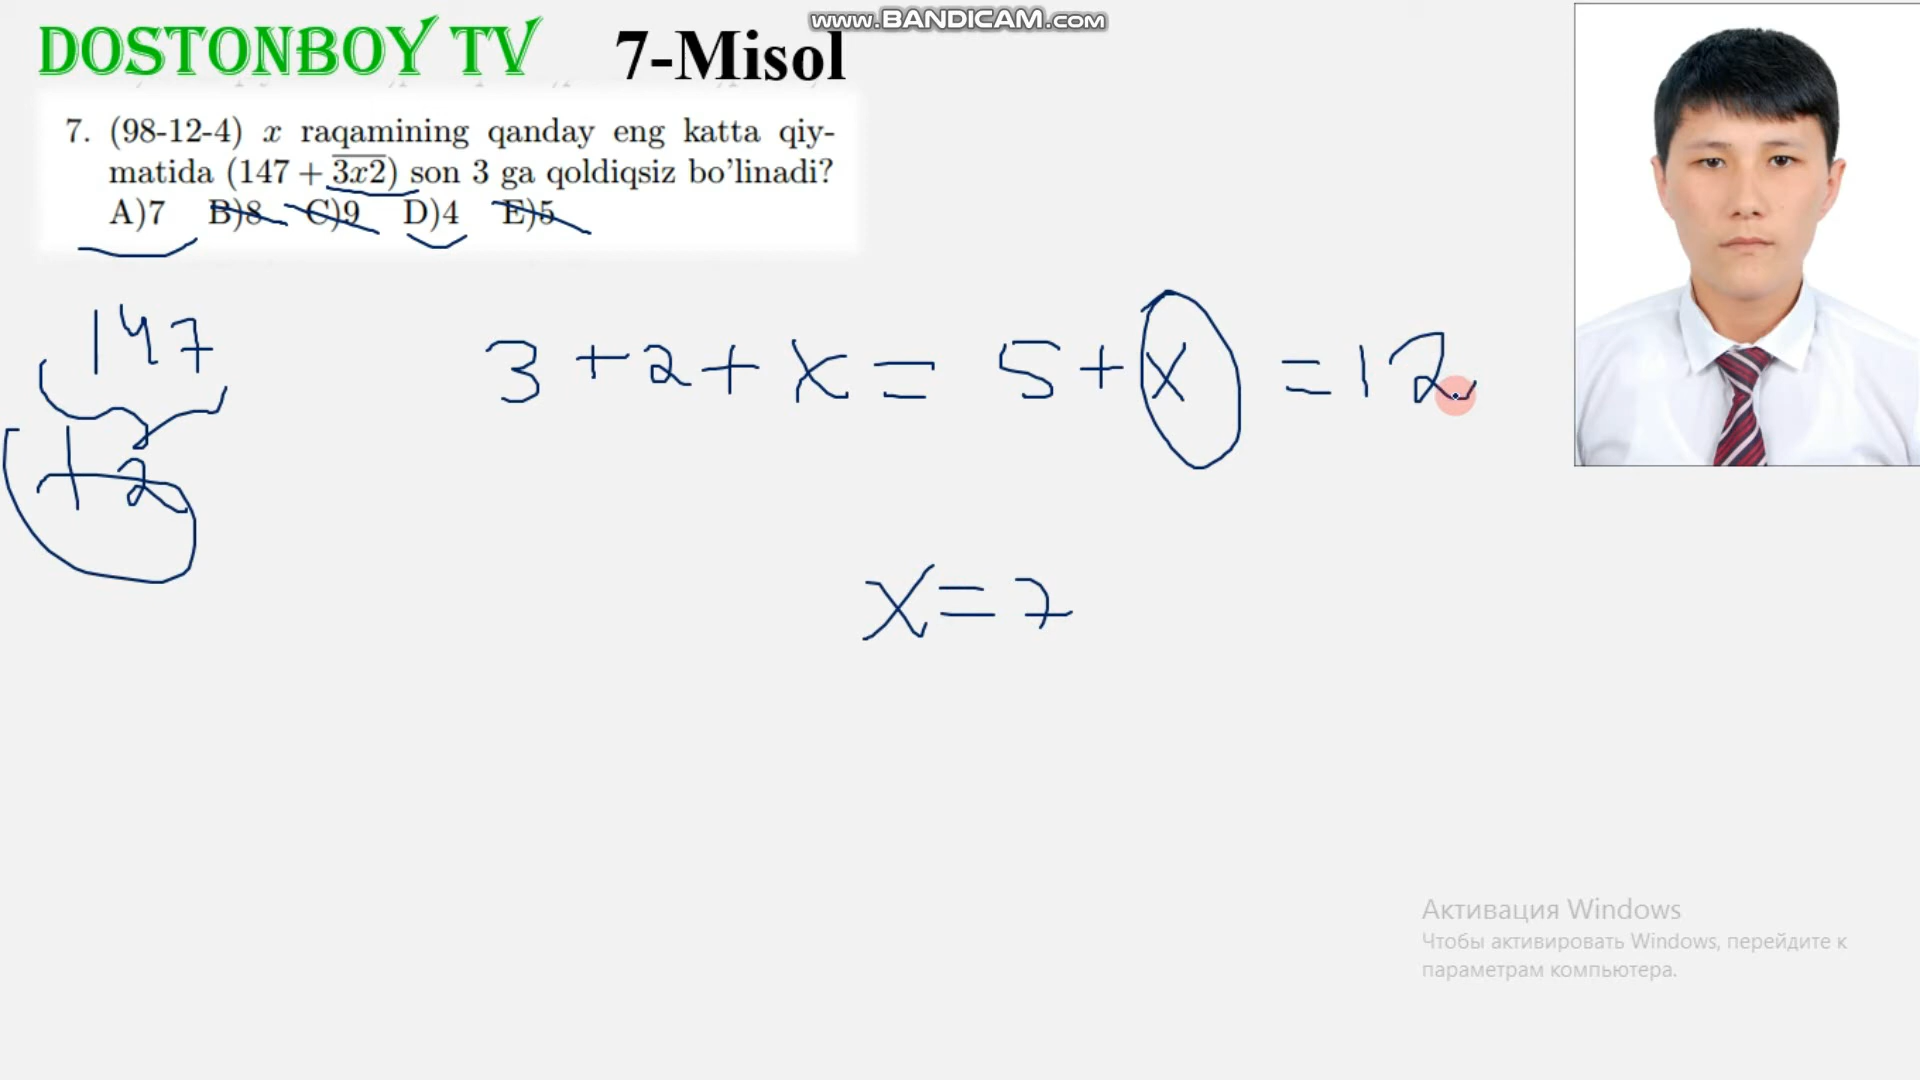 www.BANDICAM.com
DOSTONBOY TV
7-Misol
7. (98-12-4) x raqamining qanday eng katta qiy-
matida (147 + 3x2) son 3 ga qoldiqsiz bo'linadi?
A)7 B)8 C)9 D)4 E)5
147
12
3 + 2 + x = 5 + x = 12
x = 7
Активация Windows
Чтобы активировать Windows, перейдите к
параметрам компьютера.